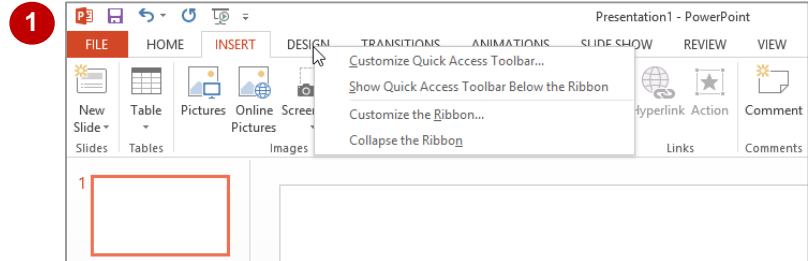 1
Presentation1 - PowerPoint
FILE HOME INSERT DESIGN TRANSITIONS ANIMATIONS SLIDE SHOW REVIEW VIEW
Customize Quick Access Toolbar...
Show Quick Access Toolbar Below the Ribbon
Customize the Ribbon...
Collapse the Ribbon
New Table Pictures Online Screen Hyperlink Action Comment
Slide Pictures
Slides Tables Images Links Comments
1